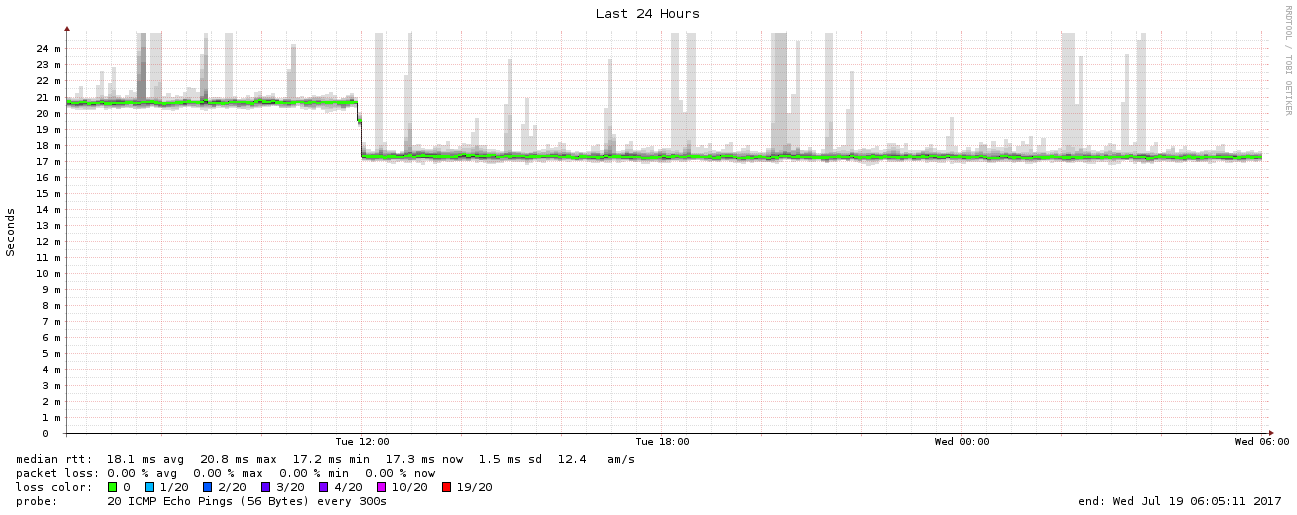 Last 24 Hours
RRDTOOL / TOBI OETIKER
Seconds
24 m
23 m
22 m
21 m
20 m
19 m
18 m
17 m
16 m
15 m
14 m
13 m
12 m
11 m
10 m
9 m
8 m
7 m
6 m
5 m
4 m
3 m
2 m
1 m
0
Tue 12:00 Tue 18:00 Wed 00:00 Wed 06:00
median rtt: 18.1 ms avg 20.8 ms max 17.2 ms min 17.3 ms now 1.5 ms sd 12.4 am/s
packet loss: 0.00 % avg 0.00 % max 0.00 % min 0.00 % now
loss color: 0 1/20 2/20 3/20 4/20 10/20 19/20
probe: 20 ICMP Echo Pings (56 Bytes) every 300s end: Wed Jul 19 06:05:11 2017